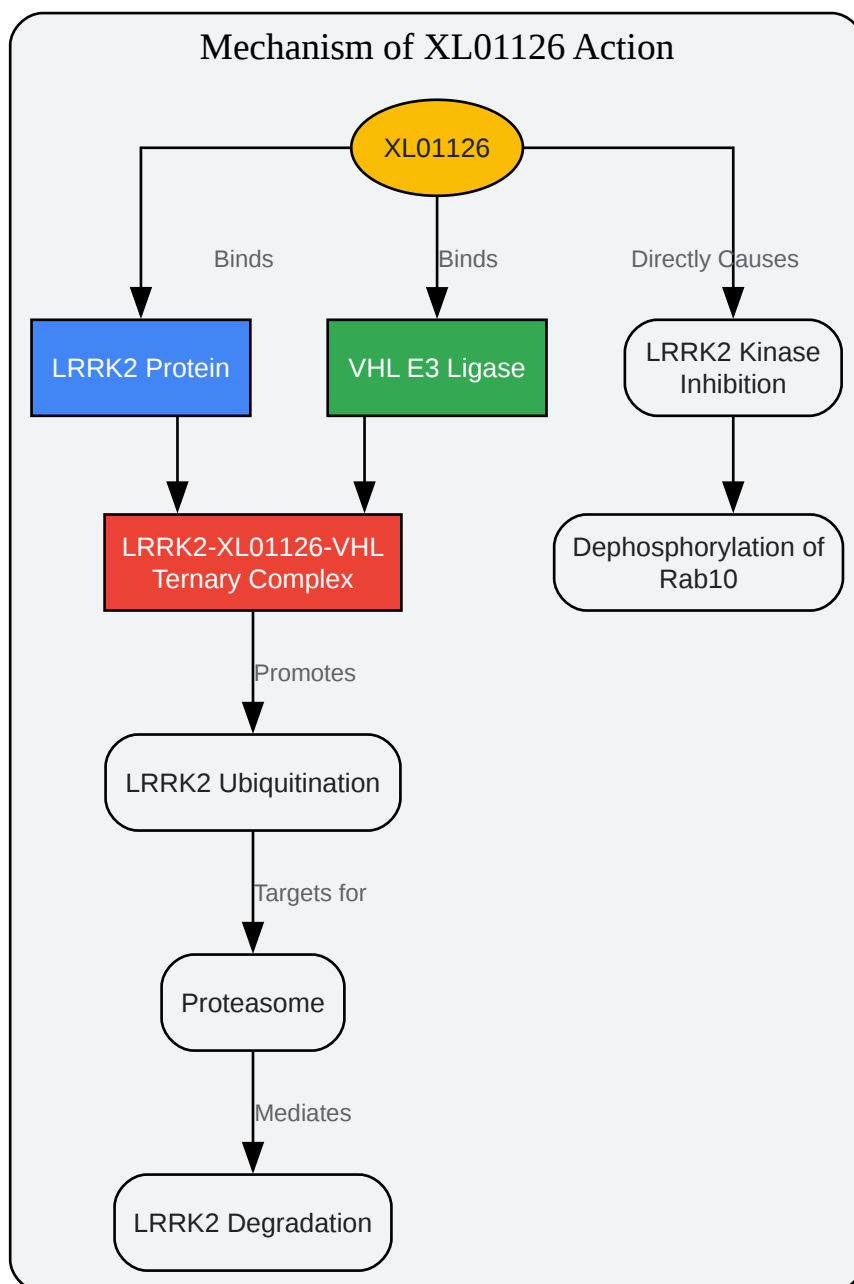 Mechanism of XL01126 Action
XL01126
Binds
Binds
Directly Causes
LRRK2 Protein
VHL E3 Ligase
LRRK2 Kinase
Inhibition
LRRK2-XL01126-VHL
Ternary Complex
Dephosphorylation of
Rab10
Promotes
LRRK2 Ubiquitination
Targets for
Proteasome
Mediates
LRRK2 Degradation